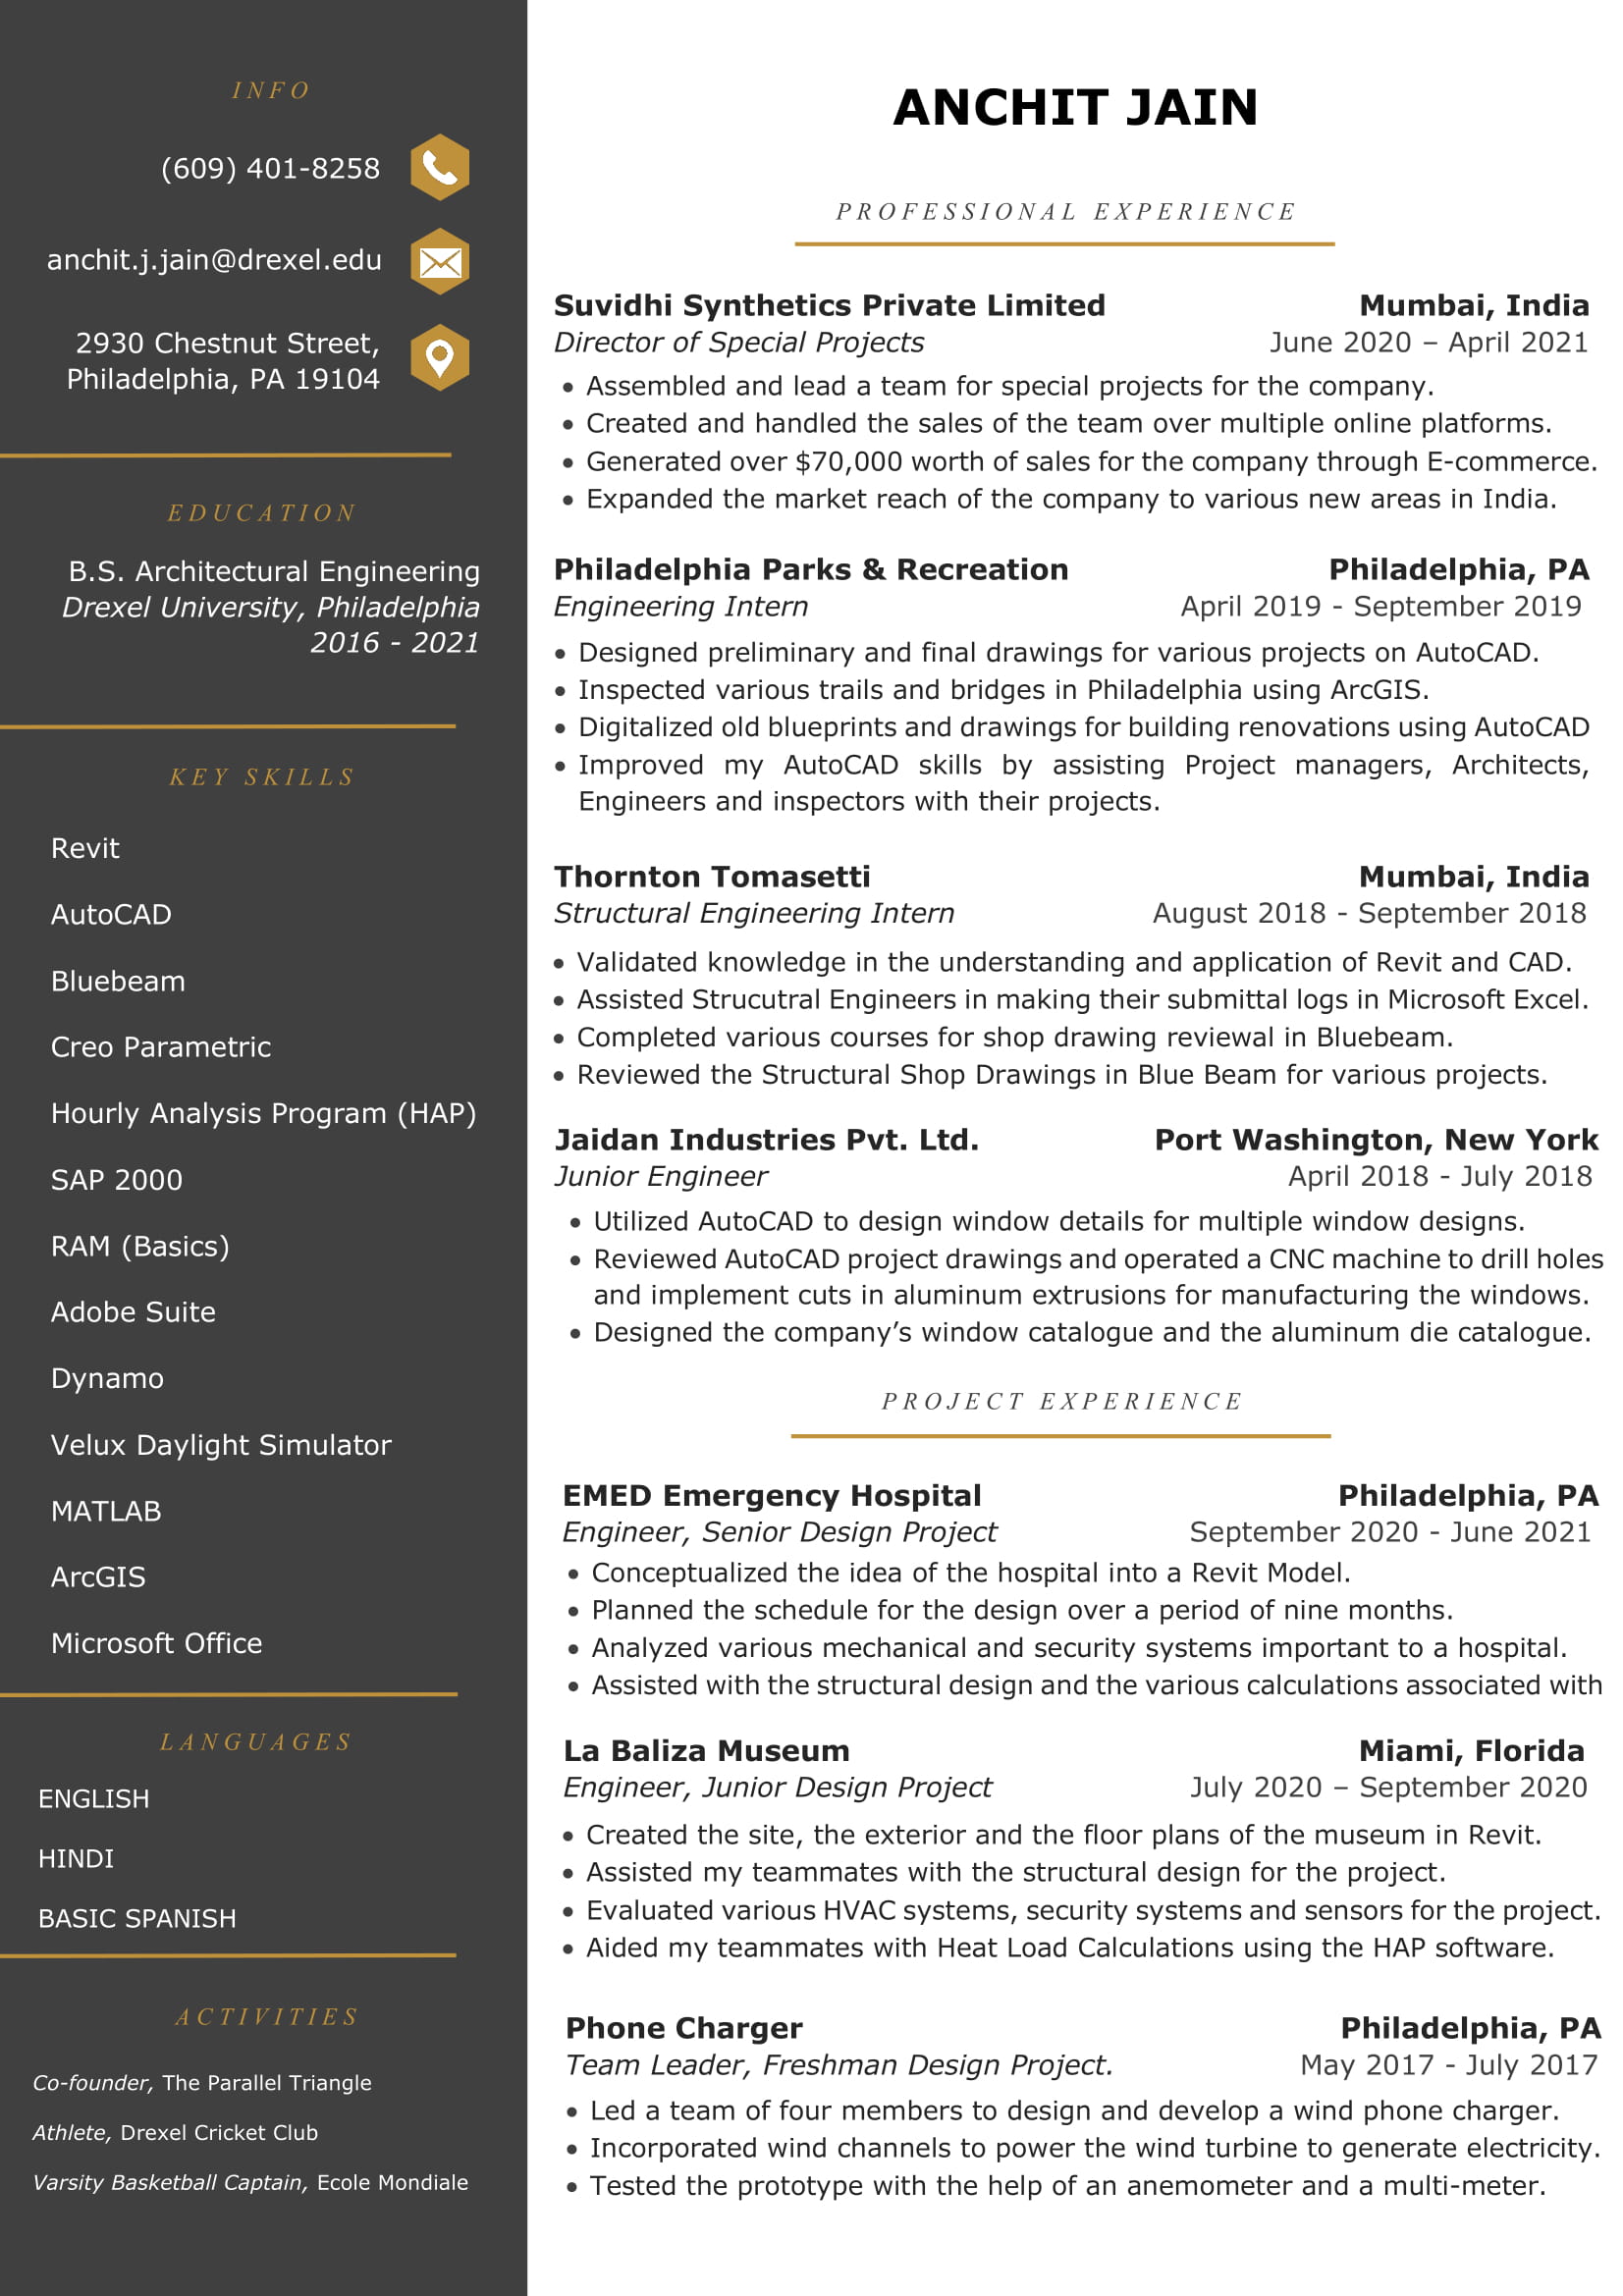 INFO
(609) 401-8258
anchit.j.jain@drexel.edu
2930 Chestnut Street,
Philadelphia, PA 19104
EDUCATION
B.S. Architectural Engineering
Drexel University, Philadelphia
2016 - 2021
KEY SKILLS
Revit
AutoCAD
Bluebeam
Creo Parametric
Hourly Analysis Program (HAP)
SAP 2000
RAM (Basics)
Adobe Suite
Dynamo
Velux Daylight Simulator
MATLAB
ArcGIS
Microsoft Office
LANGUAGES
ENGLISH
HINDI
BASIC SPANISH
ACTIVITIES
Co-founder, The Parallel Triangle
Athlete, Drexel Cricket Club
Varsity Basketball Captain, Ecole Mondiale
ANCHIT JAIN
PROFESSIONAL EXPERIENCE
Suvidhi Synthetics Private Limited Mumbai, India
Director of Special Projects June 2020 – April 2021
• Assembled and lead a team for special projects for the company.
• Created and handled the sales of the team over multiple online platforms.
• Generated over $70,000 worth of sales for the company through E-commerce.
• Expanded the market reach of the company to various new areas in India.
Philadelphia Parks & Recreation Philadelphia, PA
Engineering Intern April 2019 - September 2019
• Designed preliminary and final drawings for various projects on AutoCAD.
• Inspected various trails and bridges in Philadelphia using ArcGIS.
• Digitalized old blueprints and drawings for building renovations using AutoCAD
• Improved my AutoCAD skills by assisting Project managers, Architects,
Engineers and inspectors with their projects.
Thornton Tomasetti Mumbai, India
Structural Engineering Intern August 2018 - September 2018
• Validated knowledge in the understanding and application of Revit and CAD.
• Assisted Strucutral Engineers in making their submittal logs in Microsoft Excel.
• Completed various courses for shop drawing reviewal in Bluebeam.
• Reviewed the Structural Shop Drawings in Blue Beam for various projects.
Jaidan Industries Pvt. Ltd. Port Washington, New York
Junior Engineer April 2018 - July 2018
• Utilized AutoCAD to design window details for multiple window designs.
• Reviewed AutoCAD project drawings and operated a CNC machine to drill holes
and implement cuts in aluminum extrusions for manufacturing the windows.
• Designed the company’s window catalogue and the aluminum die catalogue.
PROJECT EXPERIENCE
EMED Emergency Hospital Philadelphia, PA
Engineer, Senior Design Project September 2020 - June 2021
• Conceptualized the idea of the hospital into a Revit Model.
• Planned the schedule for the design over a period of nine months.
• Analyzed various mechanical and security systems important to a hospital.
• Assisted with the structural design and the various calculations associated with
La Baliza Museum Miami, Florida
Engineer, Junior Design Project July 2020 – September 2020
• Created the site, the exterior and the floor plans of the museum in Revit.
• Assisted my teammates with the structural design for the project.
• Evaluated various HVAC systems, security systems and sensors for the project.
• Aided my teammates with Heat Load Calculations using the HAP software.
Phone Charger Philadelphia, PA
Team Leader, Freshman Design Project. May 2017 - July 2017
• Led a team of four members to design and develop a wind phone charger.
• Incorporated wind channels to power the wind turbine to generate electricity.
• Tested the prototype with the help of an anemometer and a multi-meter.